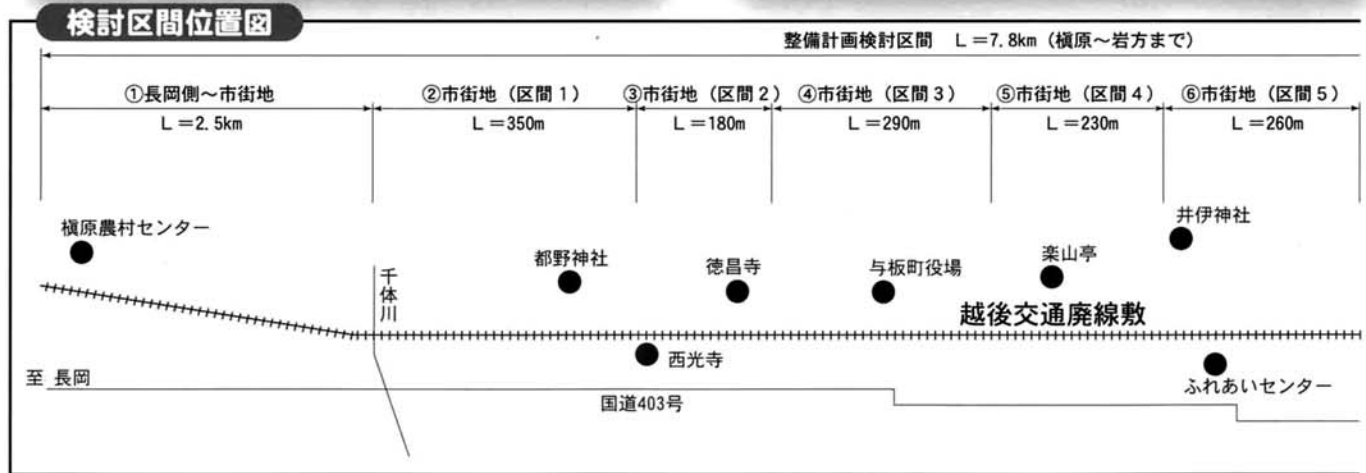 検討区間位置図
整備計画検討区間　L=7.8km（槇原～岩方まで）
①長岡側～市街地
L=2.5km
②市街地（区間1）
L=350m
③市街地（区間2）
L=180m
④市街地（区間3）
L=290m
⑤市街地（区間4）
L=230m
⑥市街地（区間5）
L=260m
槇原農村センター
千体川
都野神社
徳昌寺
与板町役場
楽山亭
井伊神社
越後交通廃線敷
西光寺
ふれあいセンター
至 長岡
国道403号